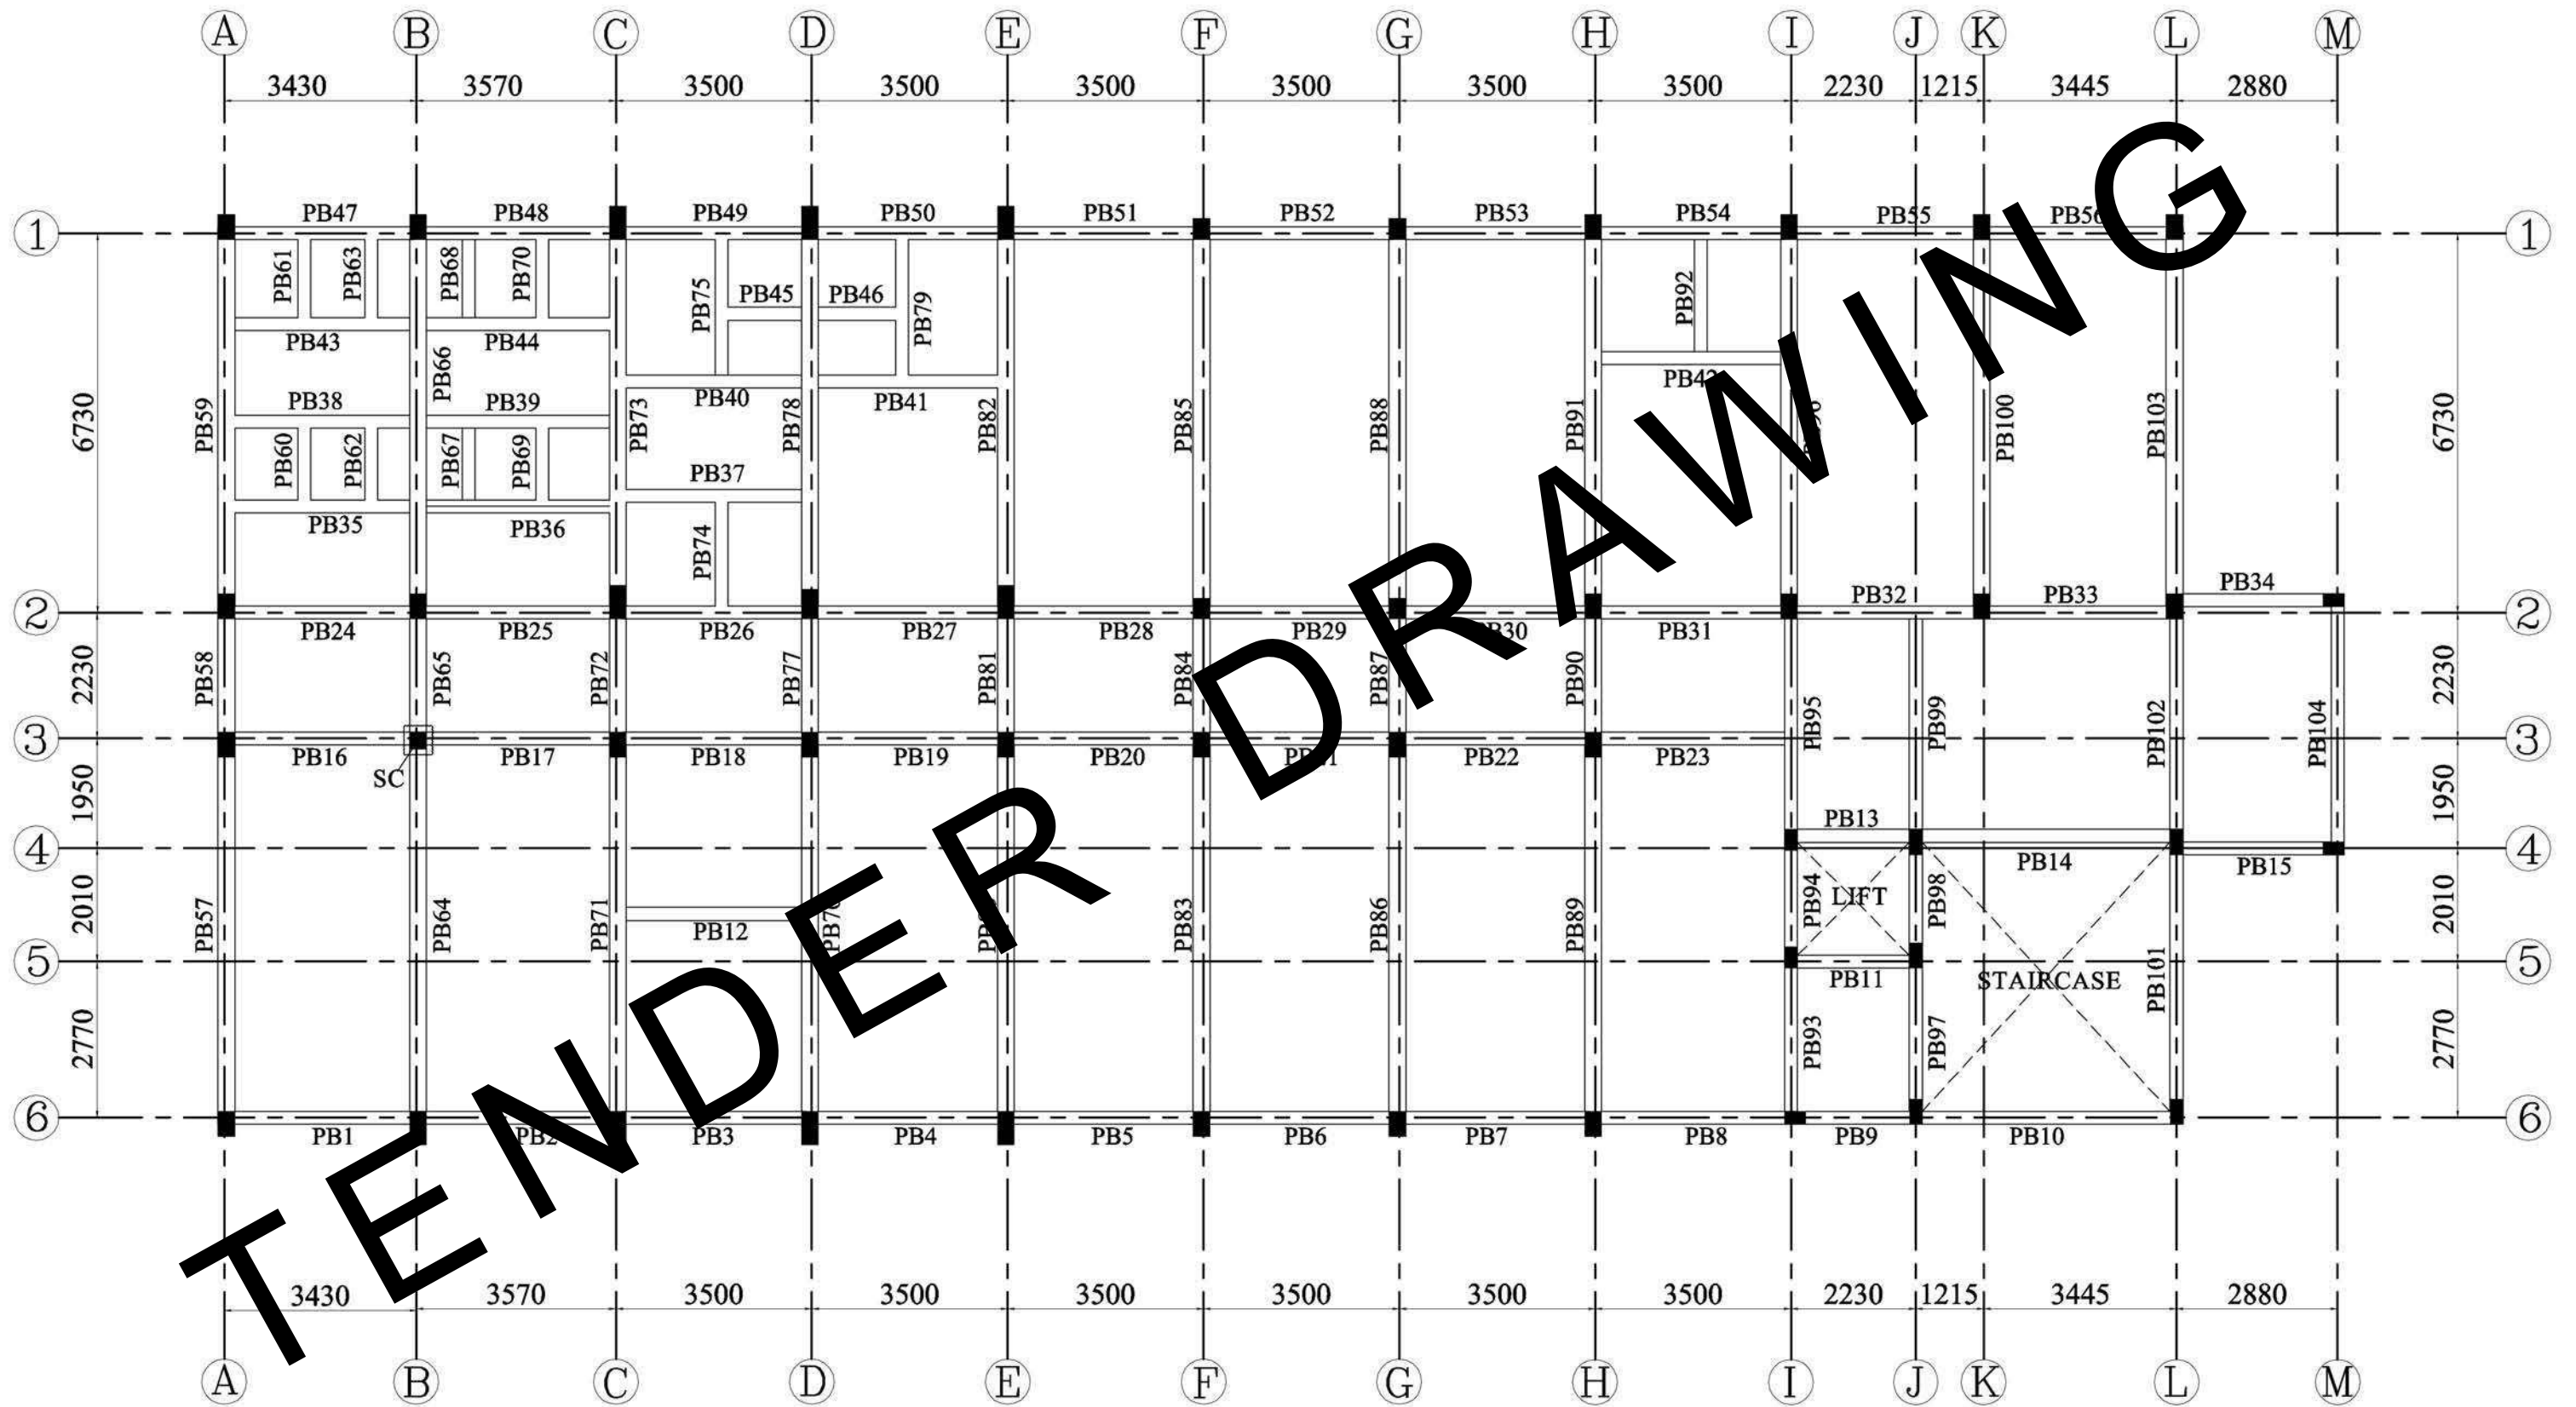 A B C D E F G H I J K L M
3430 3570 3500 3500 3500 3500 3500 3500 2230 1215 3445 2880
PB47 PB48 PB49 PB50 PB51 PB52 PB53 PB54 PB55 PB56
1 1
PB61 PB63 PB68 PB70 PB75 PB45 PB46 PB79 PB92
PB43 PB44 PB66 PB42
PB38 PB39 PB40 PB41
6730 PB59 PB73 PB78 PB82 PB85 PB88 PB91 PB100 PB103 6730
PB60 PB62 PB67 PB69 PB37
PB35 PB36 PB74
PB32 PB33 PB34
2 2
PB24 PB25 PB26 PB27 PB28 PB29 PB30 PB31
2230 PB58 PB65 PB72 PB77 PB81 PB84 PB87 PB90 2230
PB95 PB99 PB102 PB104
3 3
PB16 PB17 PB18 PB19 PB20 PB22 PB23
SC
1950 1950
PB13
4 4
PB14 PB15
2010 PB57 PB64 PB71 PB83 PB86 PB89 PB94 LIFT PB98 2010
PB12
5 5
PB11 STAIRCASE PB101
2770 PB93 PB97 2770
6 6
PB1 PB2 PB3 PB4 PB5 PB6 PB7 PB8 PB9 PB10
3430 3570 3500 3500 3500 3500 3500 3500 2230 1215 3445 2880
A B C D E F G H I J K L M
TENDER DRAWING